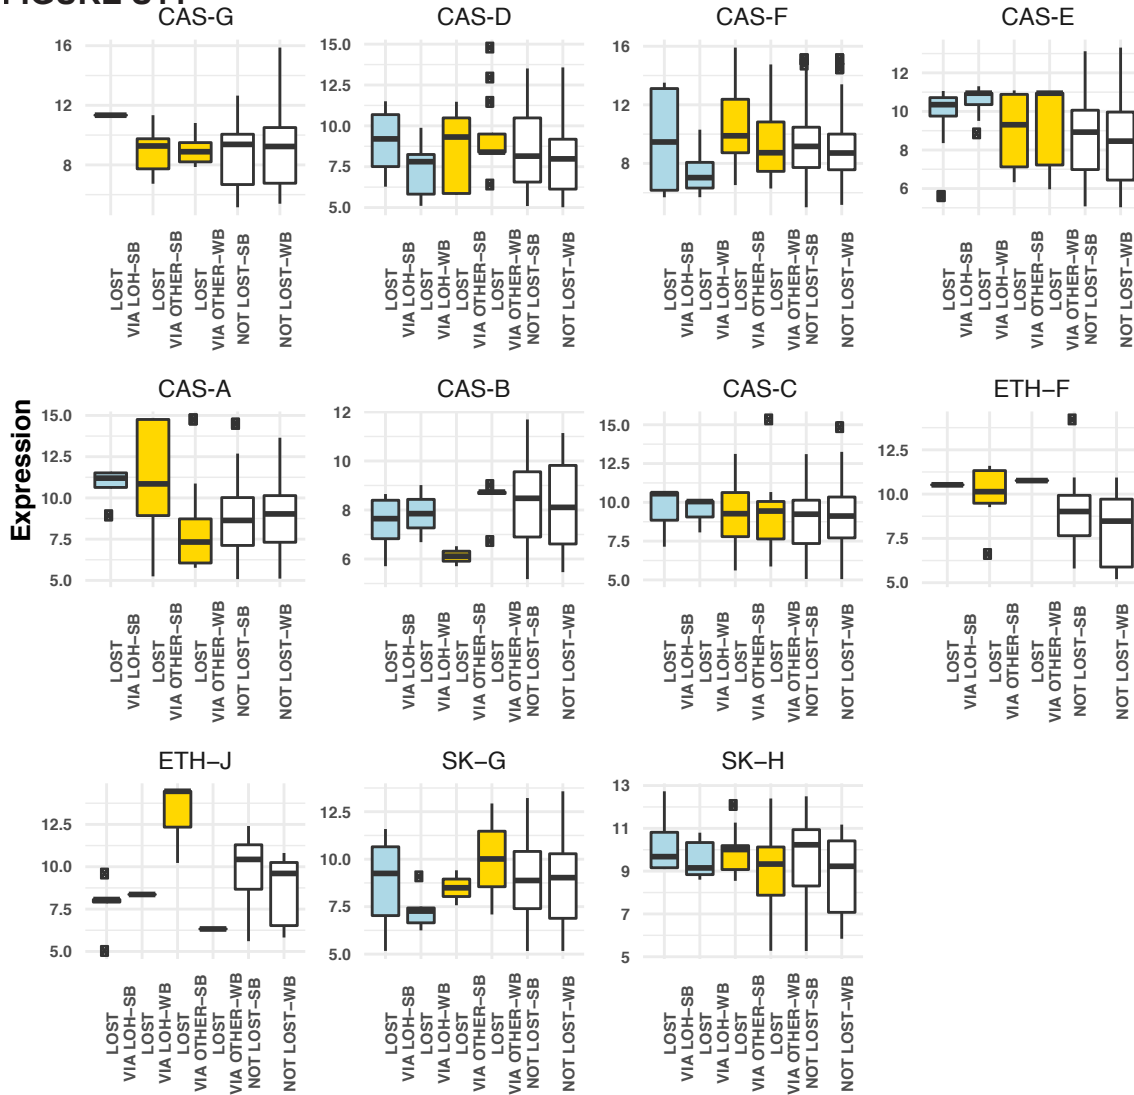 CAS-G
CAS-D
CAS-F
CAS-E
16
12
8
15.0
12.5
10.0
7.5
5.0
16
12
8
12
10
8
6
LOST
VIA LOH–SB
LOST
VIA OTHER–SB
LOST
VIA OTHER–WB
NOT LOST–SB
NOT LOST–WB
LOST
VIA LOH–SB
LOST
VIA LOH–WB
LOST
VIA OTHER–SB
LOST
VIA OTHER–WB
NOT LOST–SB
NOT LOST–WB
LOST
VIA LOH–SB
LOST
VIA LOH–WB
LOST
VIA OTHER–SB
LOST
VIA OTHER–WB
NOT LOST–SB
NOT LOST–WB
LOST
VIA LOH–SB
LOST
VIA LOH–WB
LOST
VIA OTHER–SB
LOST
VIA OTHER–WB
NOT LOST–SB
NOT LOST–WB
Expression
CAS-A
CAS-B
CAS-C
ETH–F
15.0
12.5
10.0
7.5
5.0
12
10
8
6
15.0
12.5
10.0
7.5
5.0
12.5
10.0
7.5
5.0
LOST
VIA LOH–SB
LOST
VIA OTHER–SB
LOST
VIA OTHER–WB
NOT LOST–SB
NOT LOST–WB
LOST
VIA LOH–SB
LOST
VIA LOH–WB
LOST
VIA OTHER–SB
LOST
VIA OTHER–WB
NOT LOST–SB
NOT LOST–WB
LOST
VIA LOH–SB
LOST
VIA LOH–WB
LOST
VIA OTHER–SB
LOST
VIA OTHER–WB
NOT LOST–SB
NOT LOST–WB
LOST
VIA LOH–SB
LOST
VIA OTHER–SB
LOST
VIA OTHER–WB
NOT LOST–SB
NOT LOST–WB
ETH–J
SK–G
SK–H
12.5
10.0
7.5
5.0
12.5
10.0
7.5
5.0
13
11
9
7
5
LOST
VIA LOH–SB
LOST
VIA LOH–WB
LOST
VIA OTHER–SB
LOST
VIA OTHER–WB
NOT LOST–SB
NOT LOST–WB
LOST
VIA LOH–SB
LOST
VIA LOH–WB
LOST
VIA OTHER–SB
LOST
VIA OTHER–WB
NOT LOST–SB
NOT LOST–WB
LOST
VIA LOH–SB
LOST
VIA LOH–WB
LOST
VIA OTHER–SB
LOST
VIA OTHER–WB
NOT LOST–SB
NOT LOST–WB